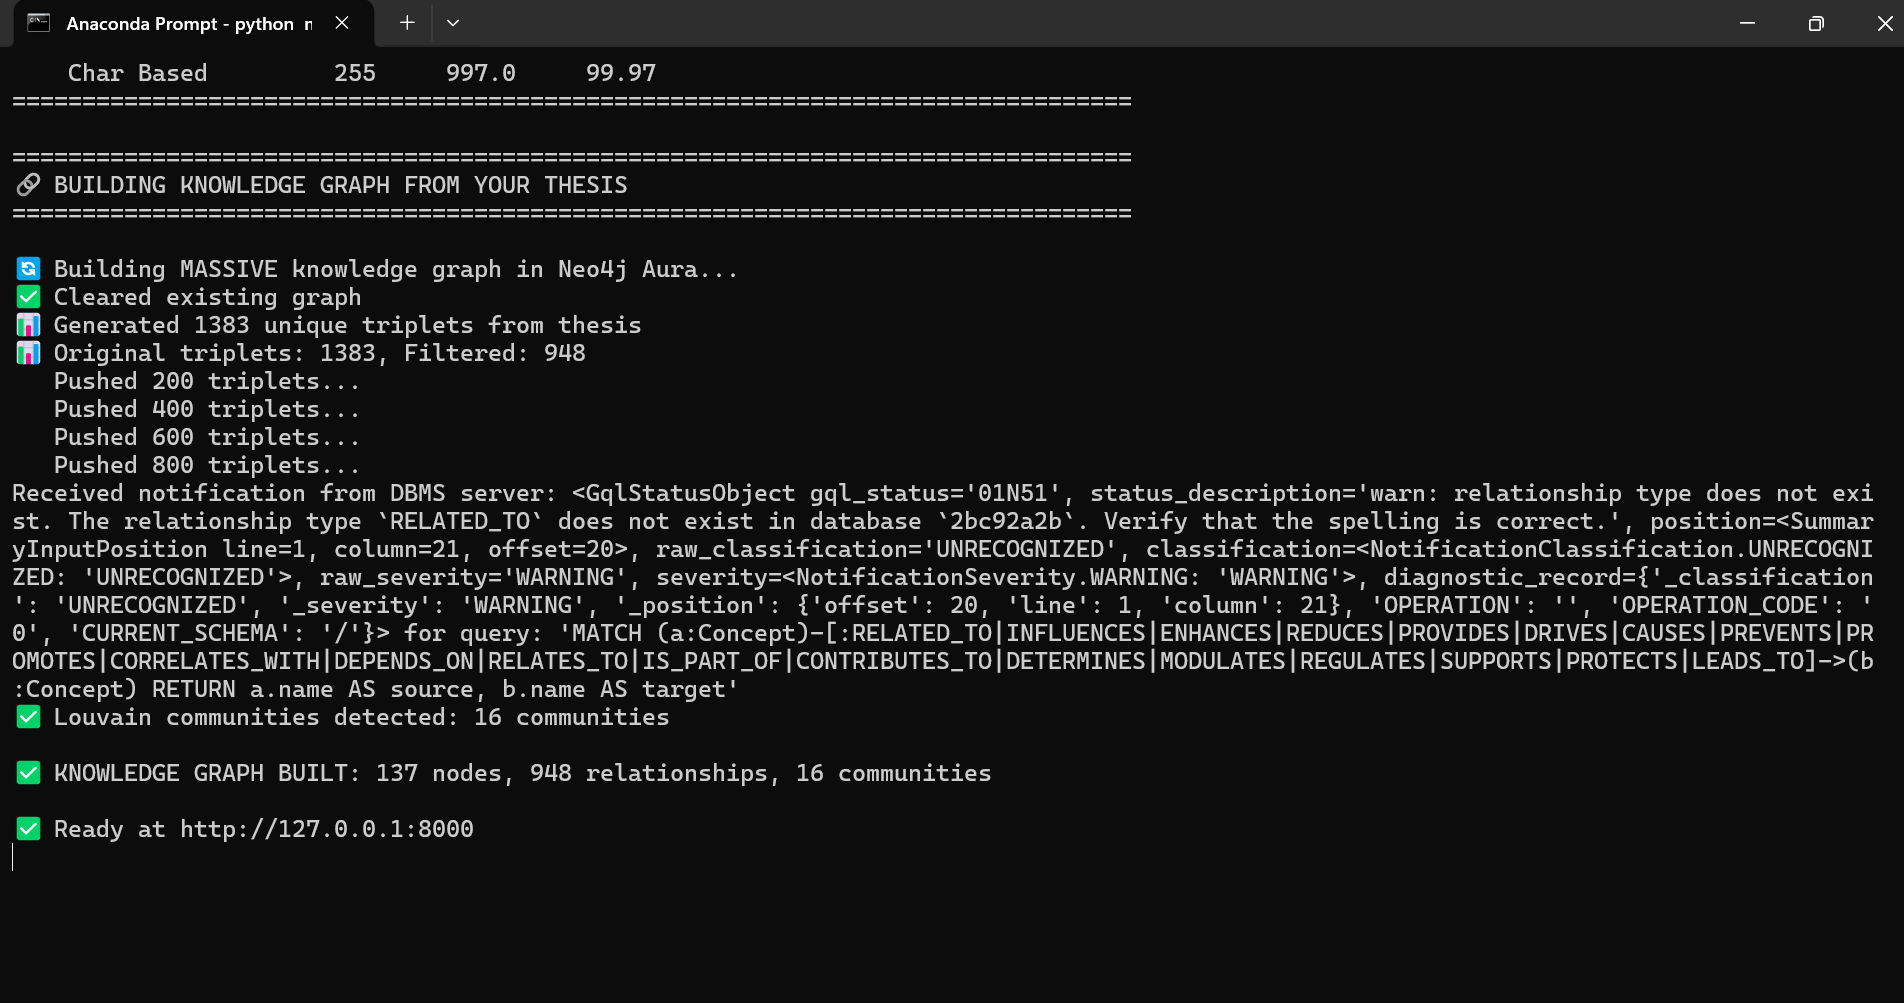 Anaconda Prompt - python n
Char Based 255 997.0 99.97
================================================================================
================================================================================
🔗 BUILDING KNOWLEDGE GRAPH FROM YOUR THESIS
================================================================================
🔄 Building MASSIVE knowledge graph in Neo4j Aura...
✅ Cleared existing graph
📊 Generated 1383 unique triplets from thesis
📊 Original triplets: 1383, Filtered: 948
Pushed 200 triplets...
Pushed 400 triplets...
Pushed 600 triplets...
Pushed 800 triplets...
Received notification from DBMS server: <GqlStatusObject gql_status='01N51', status_description='warn: relationship type does not exi
st. The relationship type `RELATED_TO` does not exist in database `2bc92a2b`. Verify that the spelling is correct.', position=<Summar
yInputPosition line=1, column=21, offset=20>, raw_classification='UNRECOGNIZED', classification=<NotificationClassification.UNRECOGNI
ZED: 'UNRECOGNIZED'>, raw_severity='WARNING', severity=<NotificationSeverity.WARNING: 'WARNING'>, diagnostic_record={'_classification
': 'UNRECOGNIZED', '_severity': 'WARNING', '_position': {'offset': 20, 'line': 1, 'column': 21}, 'OPERATION': '', 'OPERATION_CODE': '
0', 'CURRENT_SCHEMA': '/'}> for query: 'MATCH (a:Concept)-[:RELATED_TO|INFLUENCES|ENHANCES|REDUCES|PROVIDES|DRIVES|CAUSES|PREVENTS|PR
OMOTES|CORRELATES_WITH|DEPENDS_ON|RELATES_TO|IS_PART_OF|CONTRIBUTES_TO|DETERMINES|MODULATES|REGULATES|SUPPORTS|PROTECTS|LEADS_TO]->(b
:Concept) RETURN a.name AS source, b.name AS target'
✅ Louvain communities detected: 16 communities
✅ KNOWLEDGE GRAPH BUILT: 137 nodes, 948 relationships, 16 communities
✅ Ready at http://127.0.0.1:8000